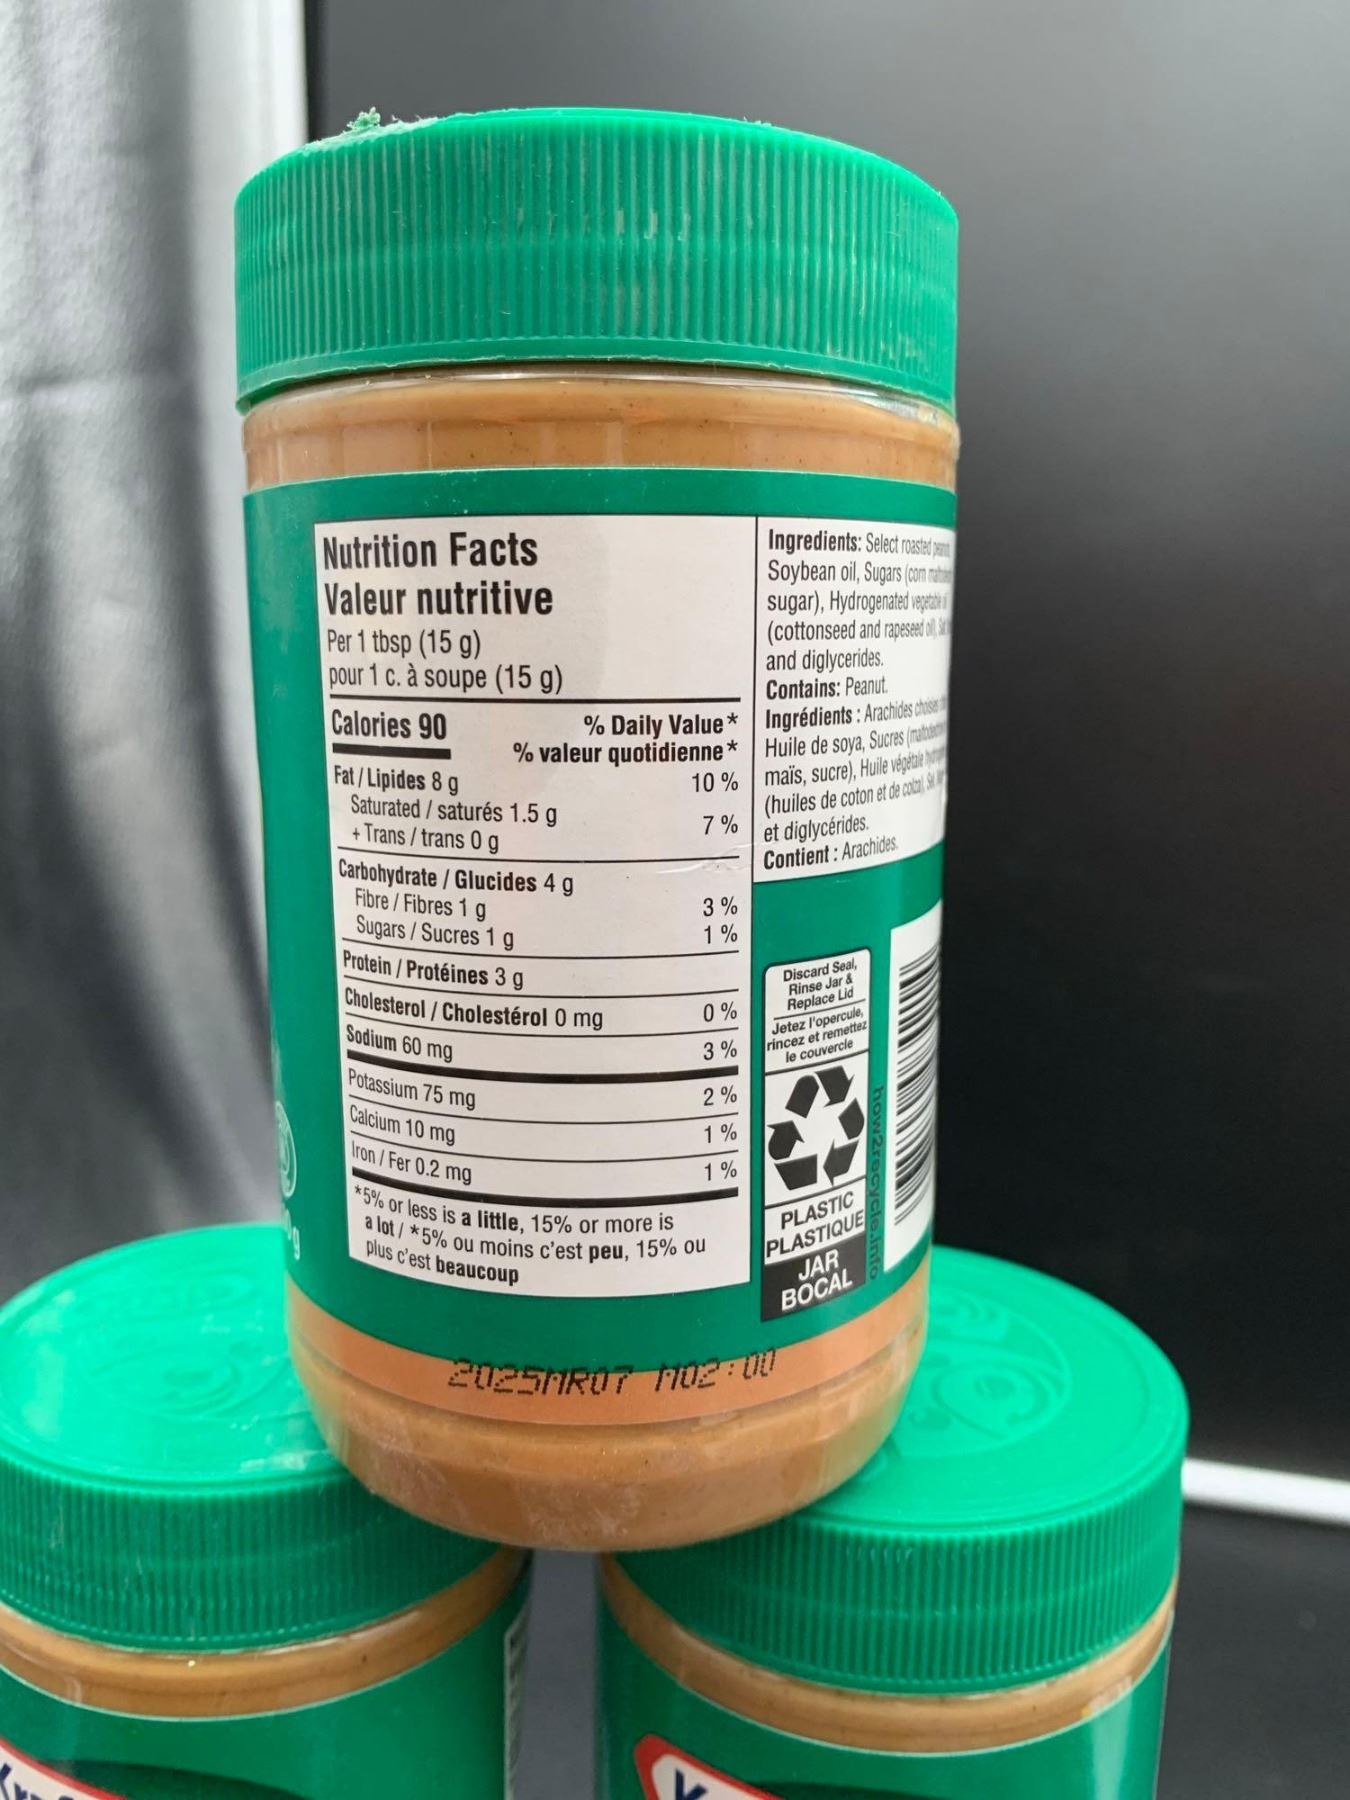 Nutrition Facts
Valeur nutritive
Per 1 tbsp (15 g)
pour 1 c. à soupe (15 g)
Calories 90
% Daily Value*
% valeur quotidienne*
Fat / Lipides 8 g 10 %
Saturated / saturés 1.5 g
+ Trans / trans 0 g 7 %
Carbohydrate / Glucides 4 g
Fibre / Fibres 1 g 3 %
Sugars / Sucres 1 g 1 %
Protein / Protéines 3 g
Cholesterol / Cholestérol 0 mg 0 %
Sodium 60 mg 3 %
Potassium 75 mg 2 %
Calcium 10 mg 1 %
Iron / Fer 0.2 mg 1 %
*5% or less is a little, 15% or more is
a lot / *5% ou moins c'est peu, 15% ou
plus c'est beaucoup
Ingredients: Select roasted
Soybean oil, Sugars (corn
sugar), Hydrogenated vegetable
(cottonseed and rapeseed oil),
and diglycerides.
Contains: Peanut.
Ingrédients : Arachides choisies
Huile de soya, Sucres
maïs, sucre), Huile végétale
(huiles de coton et de colza),
et diglycérides.
Contient : Arachides.
Discard Seal,
Rinse Jar &
Replace Lid
Jetez l'opercule,
rincez et remettez
le couvercle
PLASTIC
PLASTIQUE
JAR
BOCAL
how2recycle.info
2025MR07 M02:00